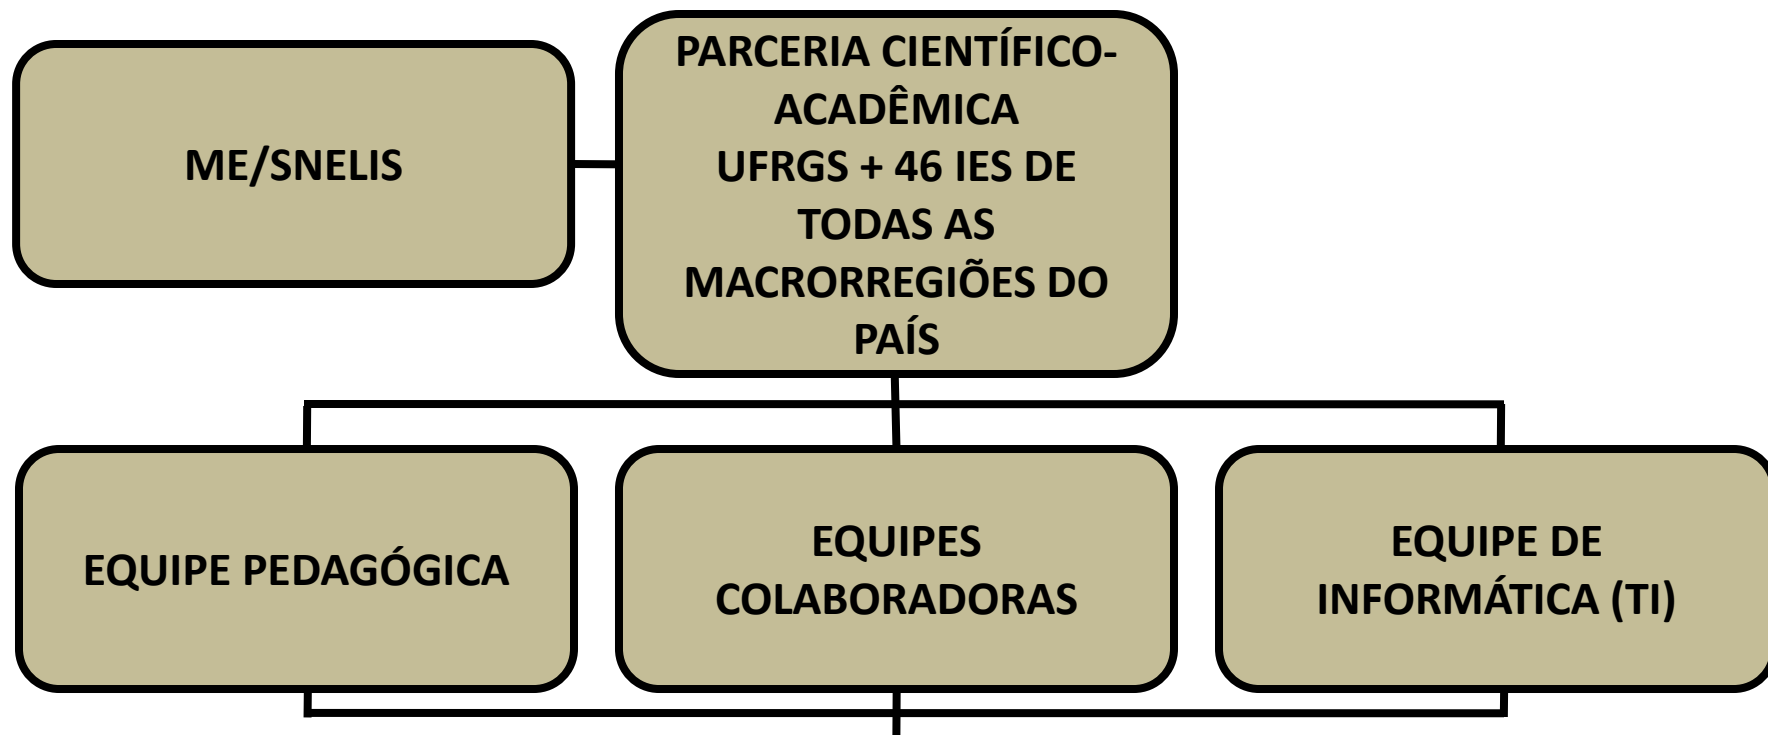 ME/SNELIS
PARCERIA CIENTÍFICO-
ACADÊMICA
UFRGS + 46 IES DE
TODAS AS
MACRORREGIÕES DO
PAÍS
EQUIPE PEDAGÓGICA
EQUIPES
COLABORADORAS
EQUIPE DE
INFORMÁTICA (TI)